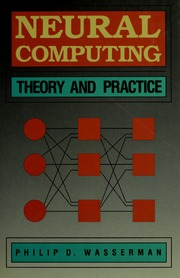 NEURAL
COMPUTING
THEORY AND PRACTICE
PHILIP D. WASSERMAN